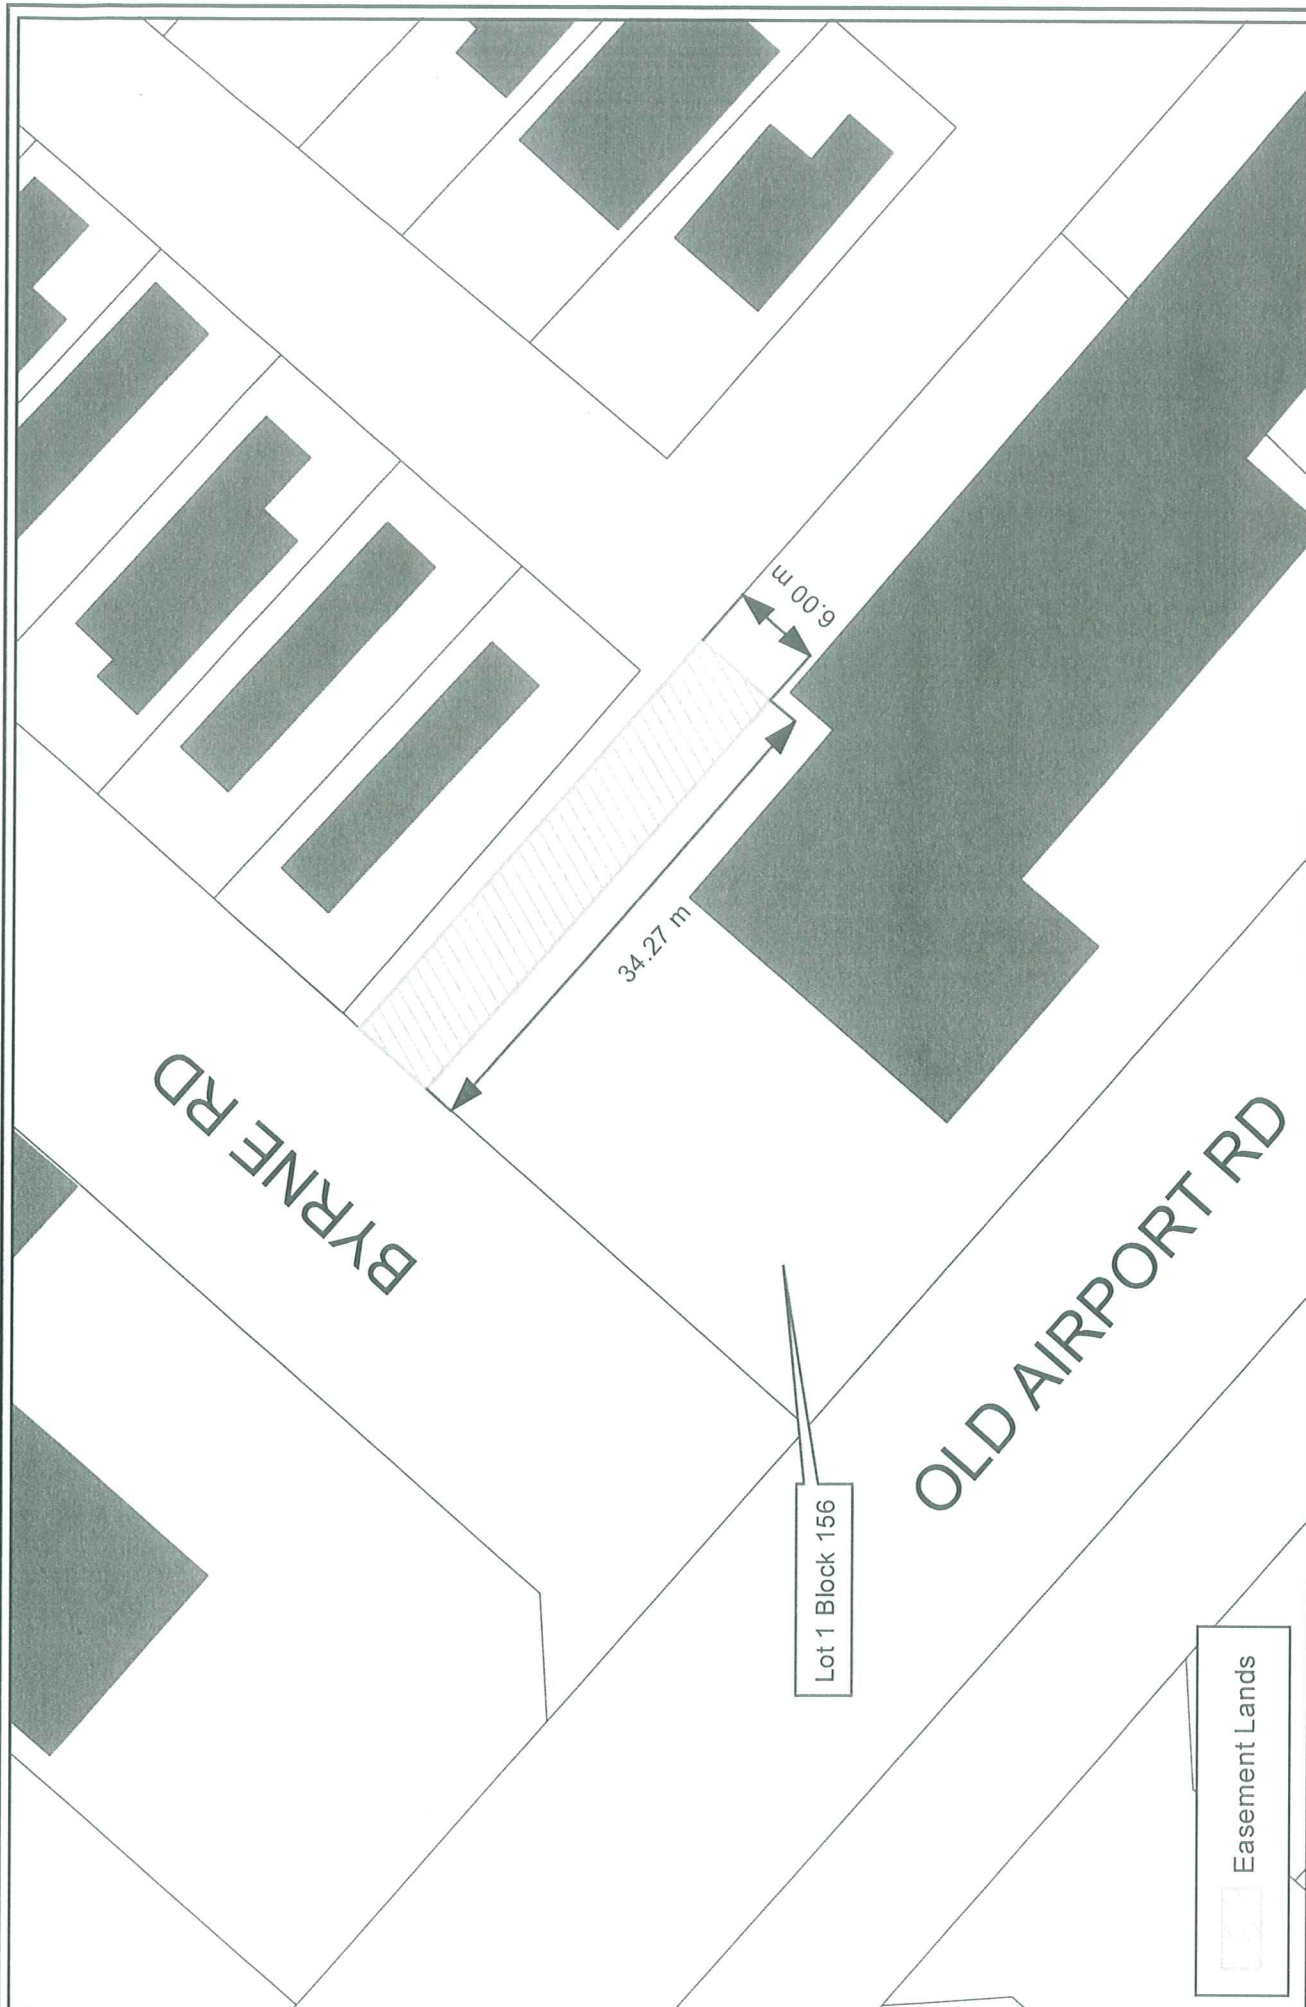 BYRNE RD
6.00 m
34.27 m
Lot 1 Block 156
OLD AIRPORT RD
Easement Lands